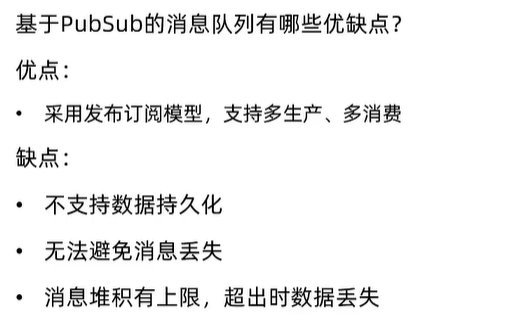 基于PubSub的消息队列有哪些优缺点？
优点：
• 采用发布订阅模型，支持多生产、多消费
缺点：
• 不支持数据持久化
• 无法避免消息丢失
• 消息堆积有上限，超出时数据丢失